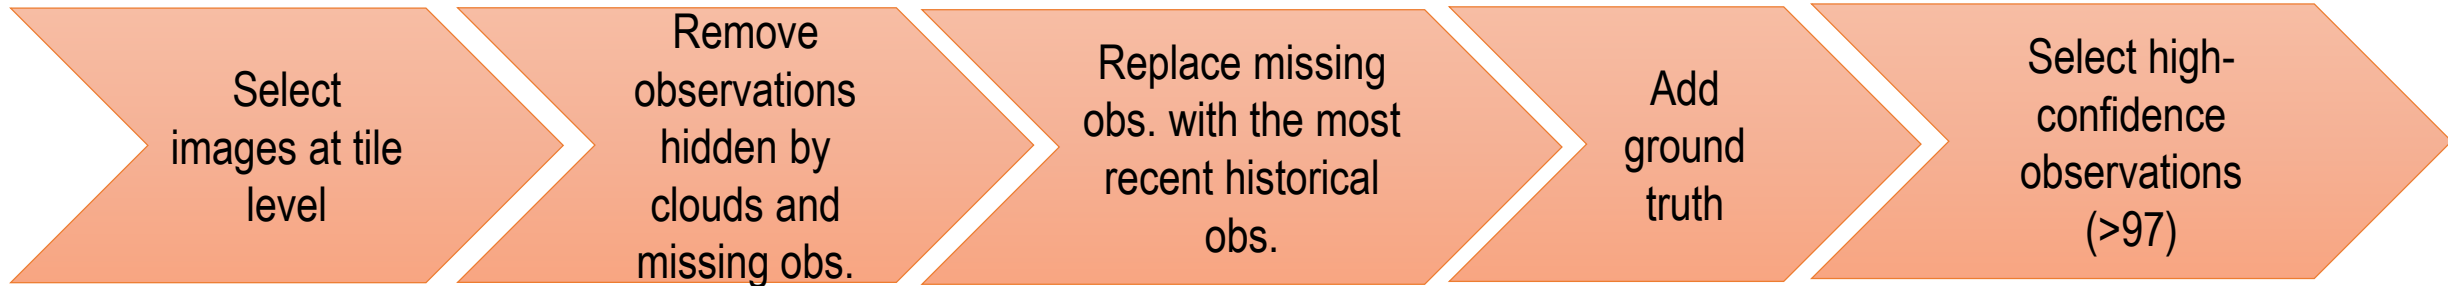 Select
images at tile
level
Remove
observations
hidden by
clouds and
missing obs.
Replace missing
obs. with the most
recent historical
obs.
Add
ground
truth
Select high-
confidence
observations
(>97)